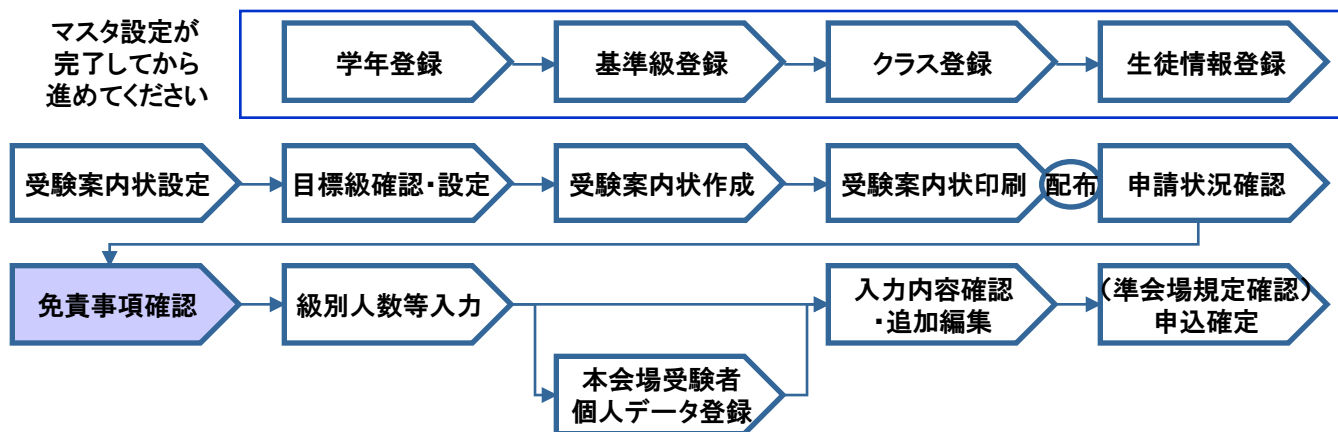 マスタ設定が
完了してから
進めてください
学年登録
基準級登録
クラス登録
生徒情報登録
受験案内状設定
目標級確認・設定
受験案内状作成
受験案内状印刷
配布
申請状況確認
免責事項確認
級別人数等入力
入力内容確認
・追加編集
（準会場規定確認）
申込確定
本会場受験者
個人データ登録